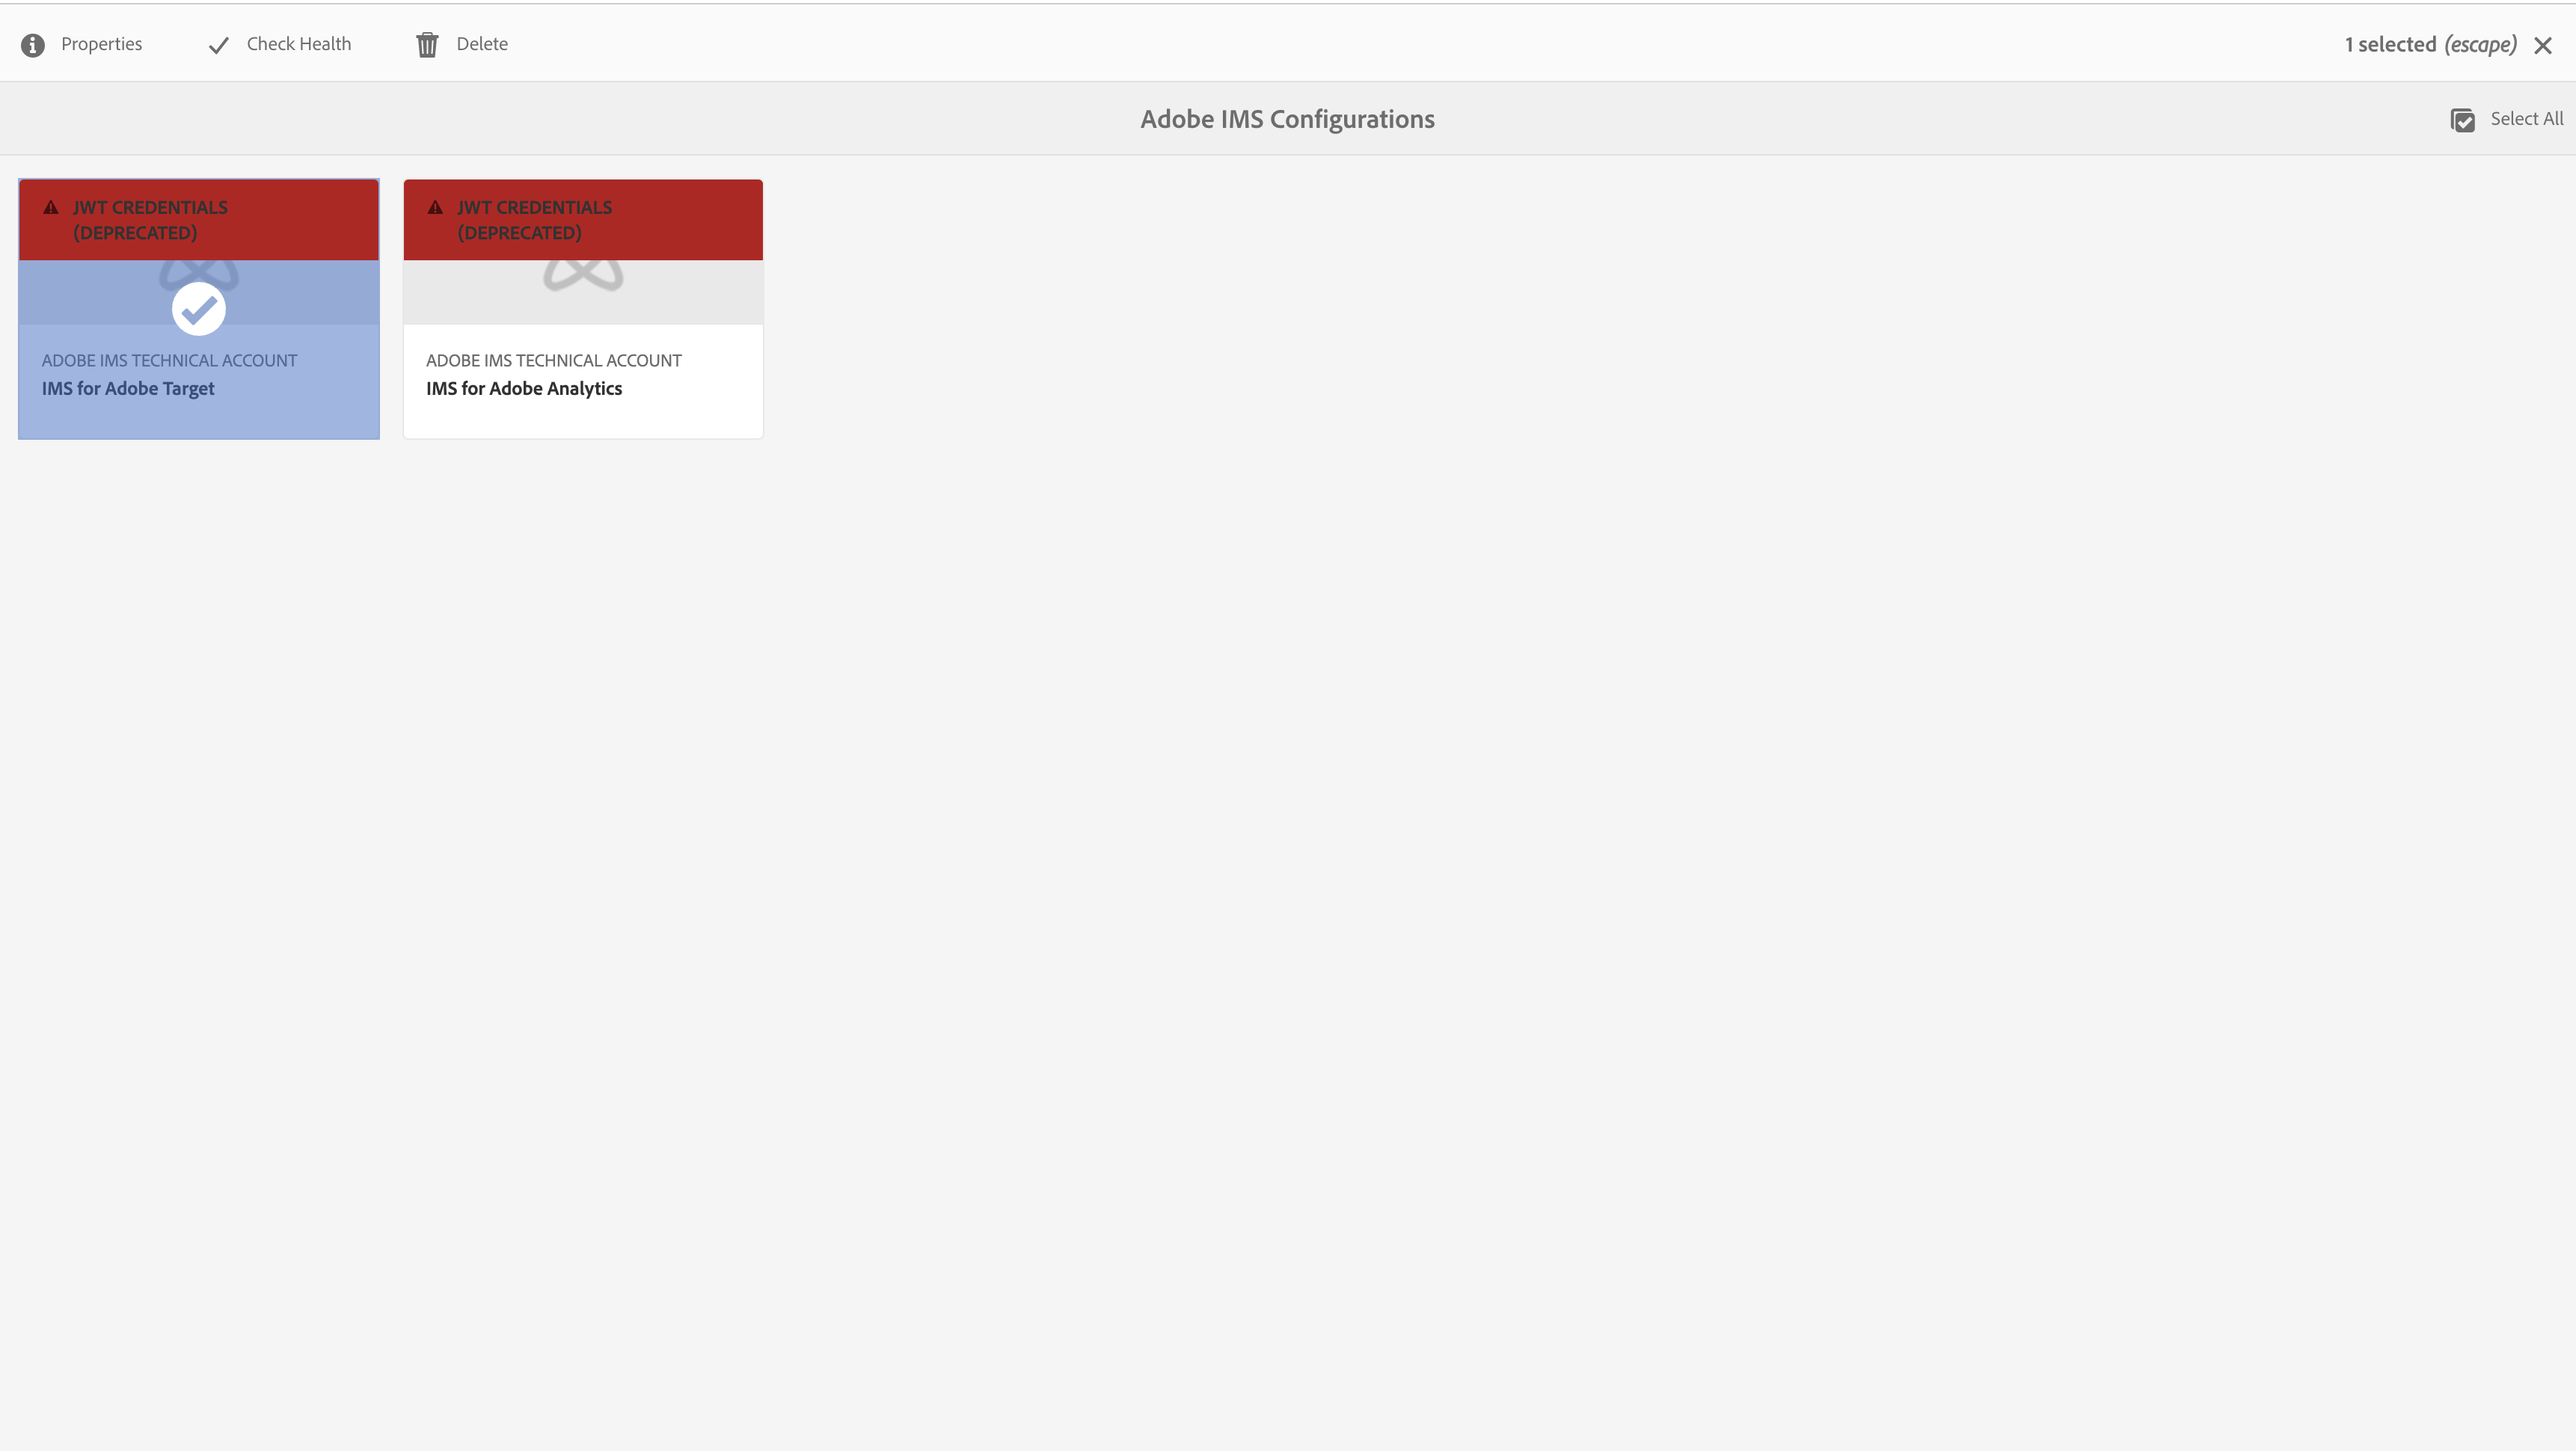 Properties
Check Health
Delete
1 selected (escape)
Adobe IMS Configurations
Select All
JWT CREDENTIALS
(DEPRECATED)
ADOBE IMS TECHNICAL ACCOUNT
IMS for Adobe Target
JWT CREDENTIALS
(DEPRECATED)
ADOBE IMS TECHNICAL ACCOUNT
IMS for Adobe Analytics